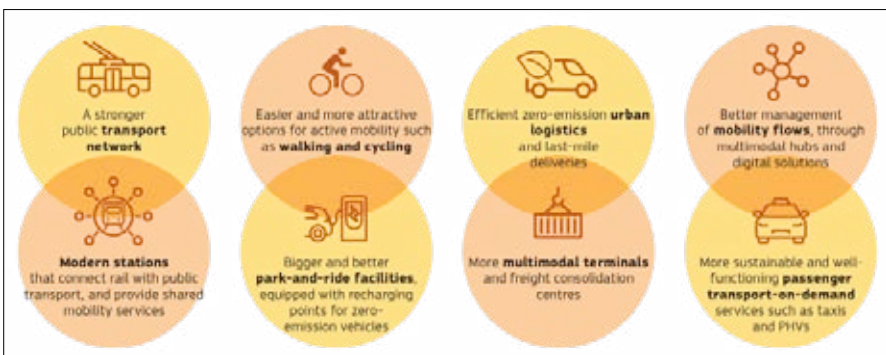 A stronger
public transport
network
Easier and more attractive
options for active mobility such
as walking and cycling
Efficient zero-emission urban
logistics
and last-mile
deliveries
Better management
of mobility flows, through
multimodal hubs and
digital solutions
Modern stations
that connect rail with public
transport, and provide shared
mobility services
Bigger and better
park-and-ride facilities,
equipped with recharging
points for zero-
emission vehicles
More multimodal terminals
and freight consolidation
centres
More sustainable and well-
functioning passenger
transport-on-demand
services such as taxis
and PHVs